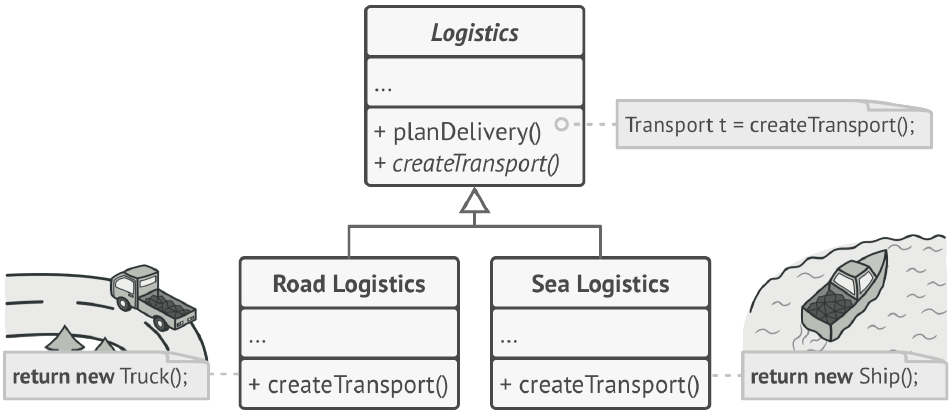 Logistics
...
+ planDelivery()
+ createTransport()
Transport t = createTransport();
Road Logistics
...
+ createTransport()
Sea Logistics
...
+ createTransport()
return new Truck();
return new Ship();